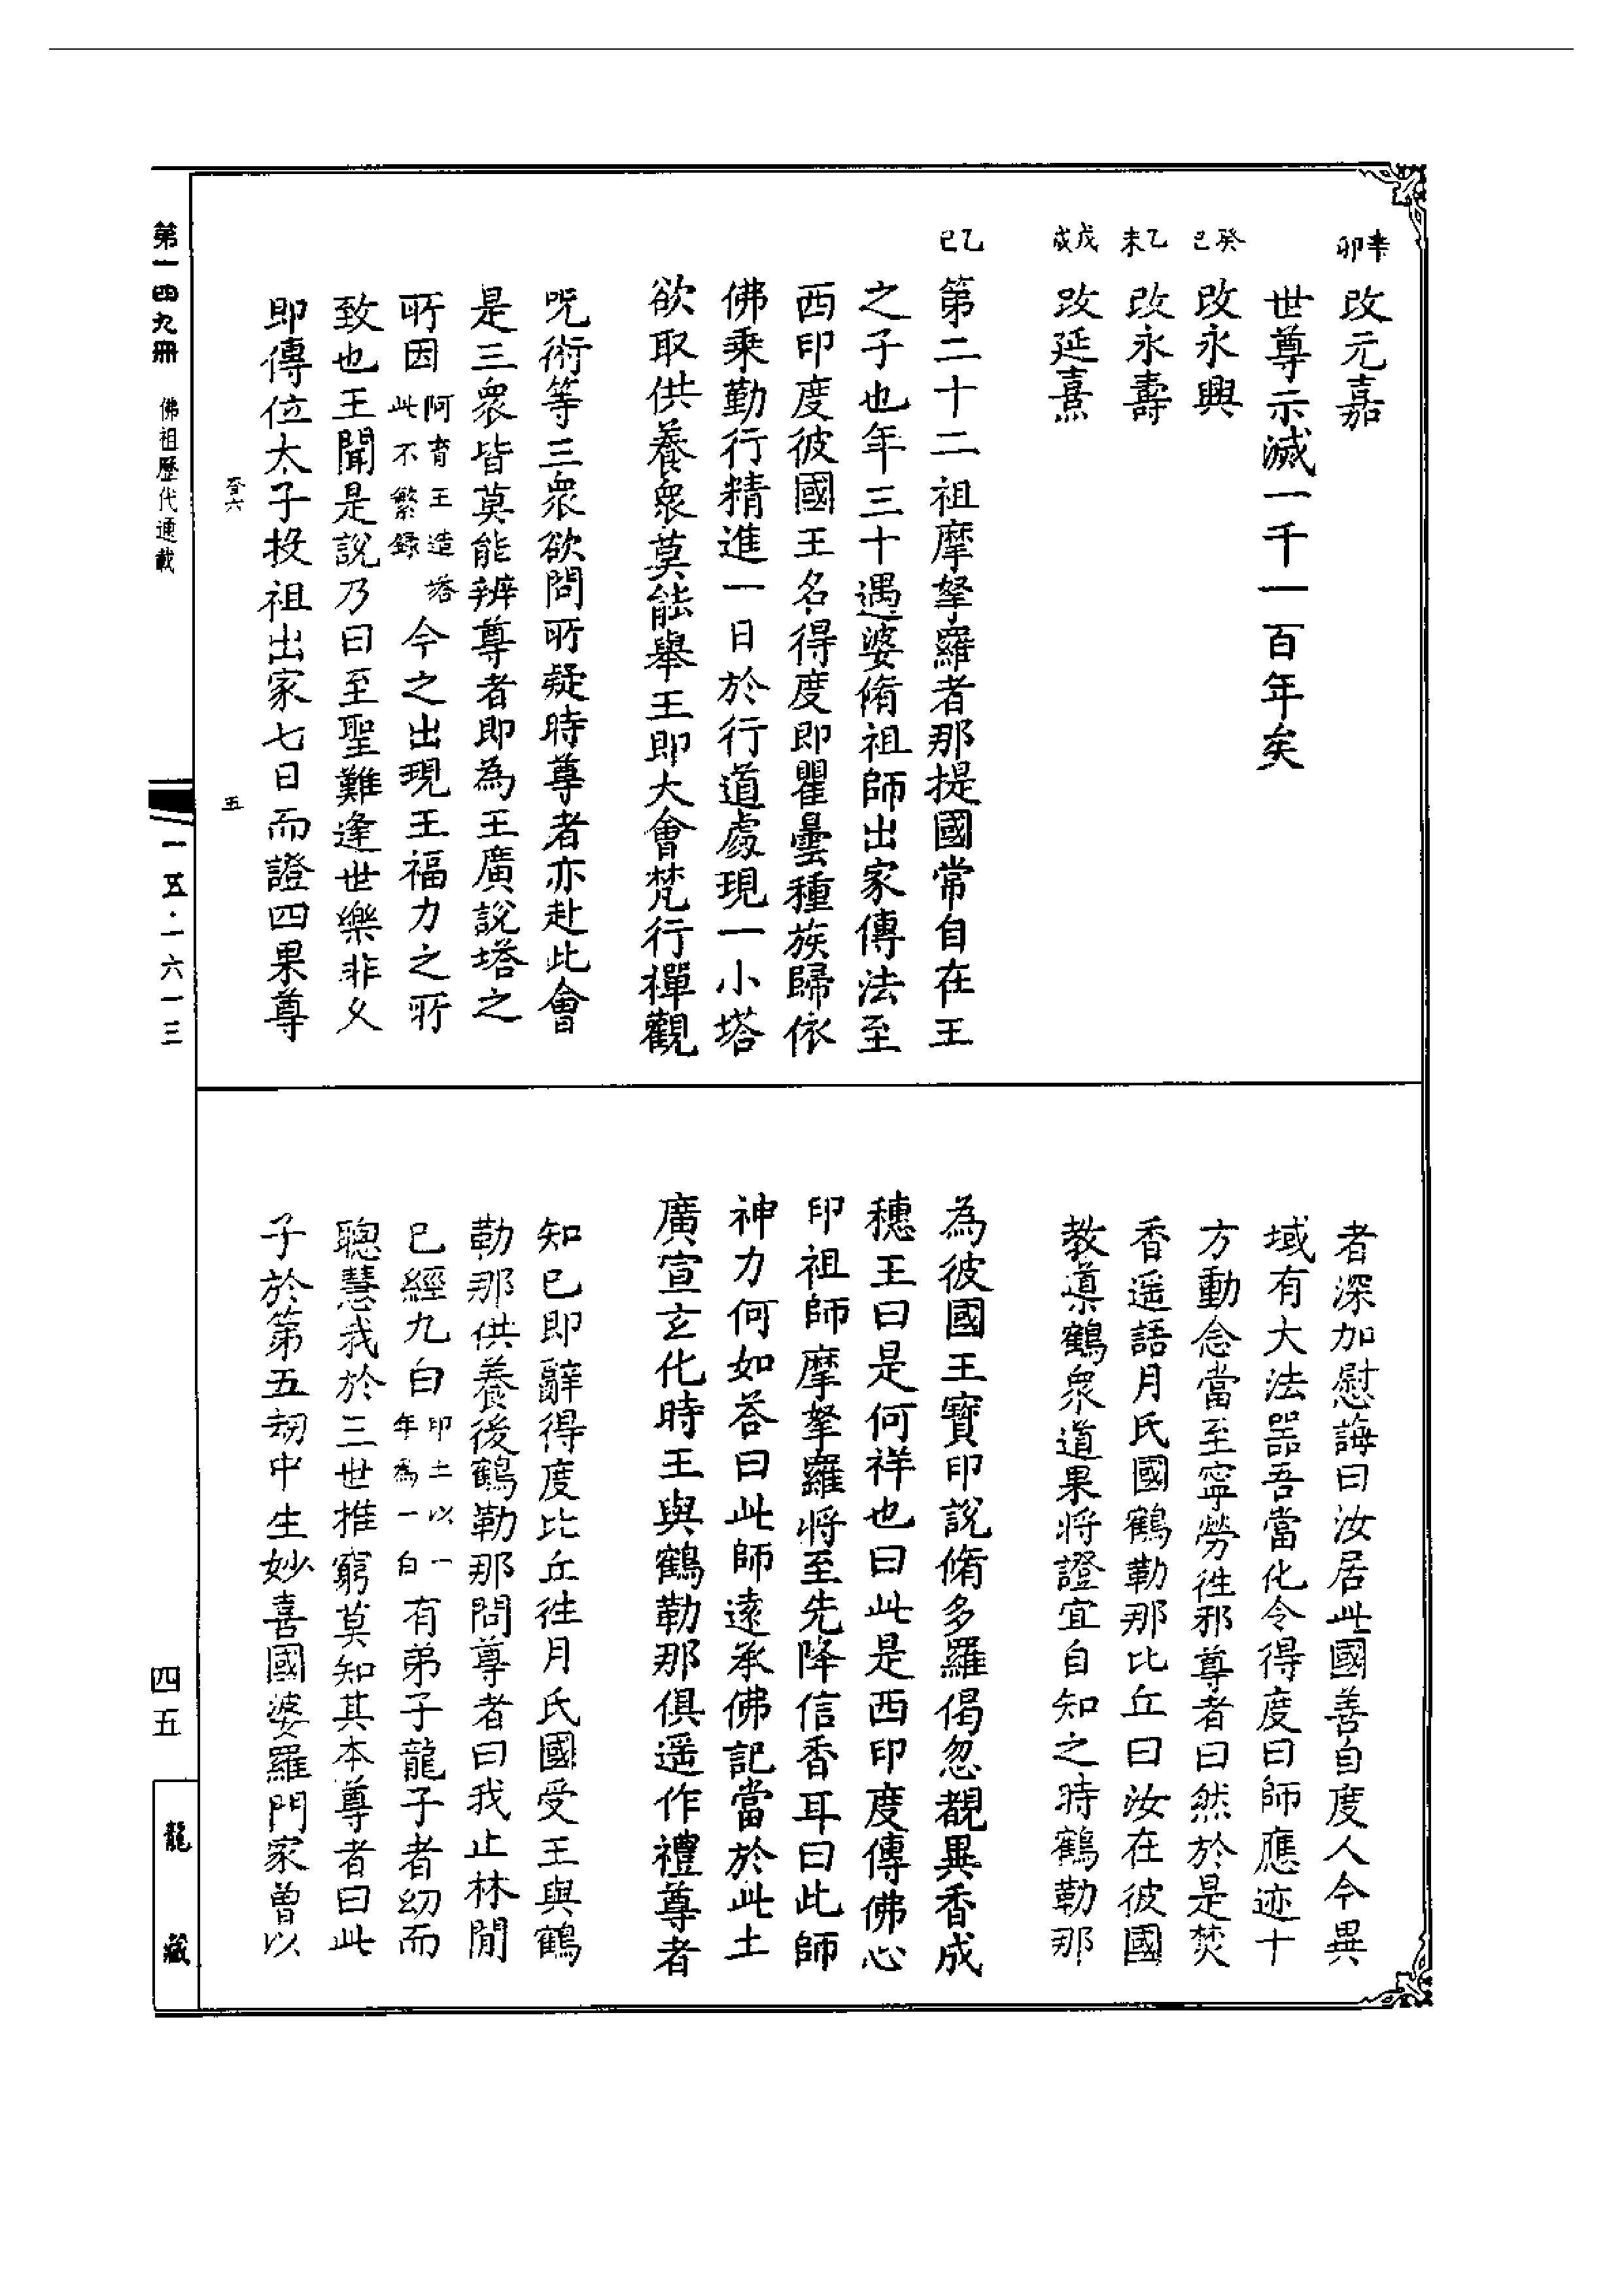 辛卯 改元嘉
世尊示滅一千一百年矣
癸巳 改永興
乙未 改永壽
戊戌 改延熹
乙巳 第二十二祖摩拏羅者那提國常自在王
之子也年三十遇婆脩祖師出家傳法至
西印度彼國王名得度即瞿曇種族歸依
佛乘勤行精進一日於行道處現一小塔
欲取供養衆莫能舉王即大會梵行禪觀
呪術等三衆欲問所疑時尊者亦赴此會
是三衆皆莫能辨尊者即為王廣說塔之
所因阿育王造塔此不繁錄今之出現王福力之所
致也王聞是說乃曰至聖難逢世樂非久
即傳位太子投祖出家七日而證四果尊
者深加慰誨曰汝居此國善自度人今異
域有大法器吾當化令得度曰師應迹十
方動念當至寧勞往邪尊者曰然於是焚
香遥語月氏國鶴勒那比丘曰汝在彼國
教導鶴衆道果將證宜自知之時鶴勒那
為彼國王寶印說脩多羅偈忽覩異香成
穗王曰是何祥也曰此是西印度傳佛心
印祖師摩拏羅將至先降信香耳曰此師
神力何如荅曰此師遠承佛記當於此土
廣宣玄化時王與鶴勒那俱遥作禮尊者
知已即辭得度比丘往月氏國受王與鶴
勒那供養後鶴勒那問尊者曰我止林間
已經九白印土以一年為一白有弟子龍子者幼而
聰慧我於三世推窮莫知其本尊者曰此
子於第五劫中生妙喜國婆羅門家曾以
第一四九冊 佛祖歷代通載
六 五
一五·一六一三
四五
龍藏